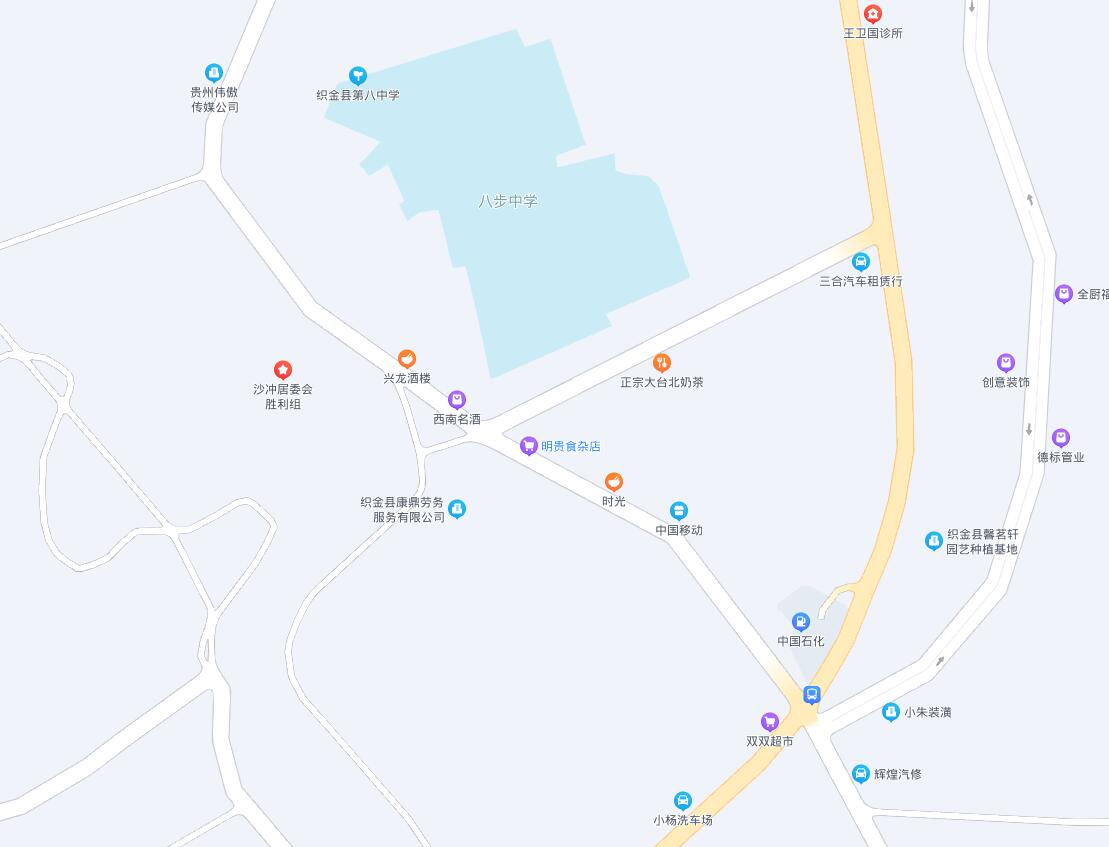 王卫国诊所
贵州伟傲
传媒公司
织金县第八中学
八步中学
三合汽车租赁行
全厨福
兴龙酒楼
正宗大台北奶茶
创意装饰
沙冲居委会
胜利组
西南名酒
明贵食杂店
德标管业
时光
织金县康鼎劳务
服务有限公司
中国移动
织金县馨茗轩
园艺种植基地
中国石化
小朱装潢
双双超市
辉煌汽修
小杨洗车场